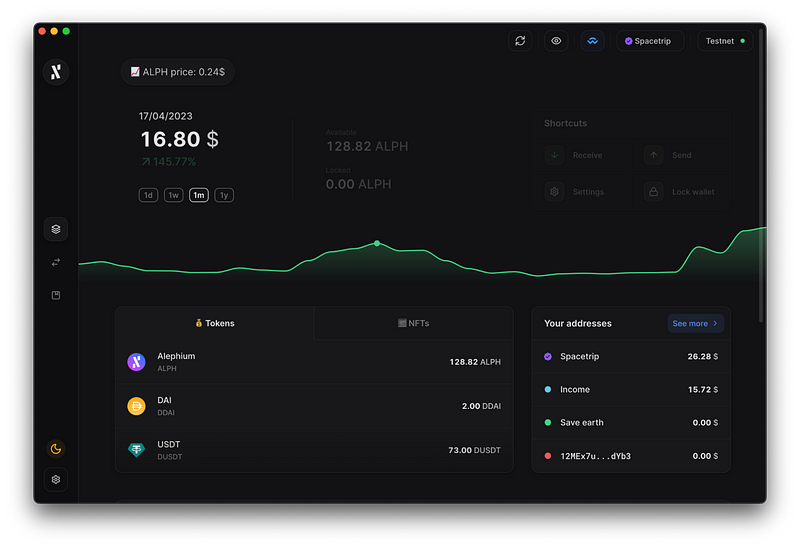 Spacetrip
Testnet
ALPH price: 0.24$
17/04/2023
16.80 $
145.77%
1d 1w 1m 1y
Available
128.82 ALPH
Locked
0.00 ALPH
Shortcuts
Receive
Send
Settings
Lock wallet
Tokens
NFTs
Alephium
ALPH
128.82 ALPH
DAI
DDAI
2.00 DDAI
USDT
DUSDT
73.00 DUSDT
Your addresses
See more
Spacetrip
26.28 $
Income
15.72 $
Save earth
0.00 $
12MEx7u...dYb3
0.00 $